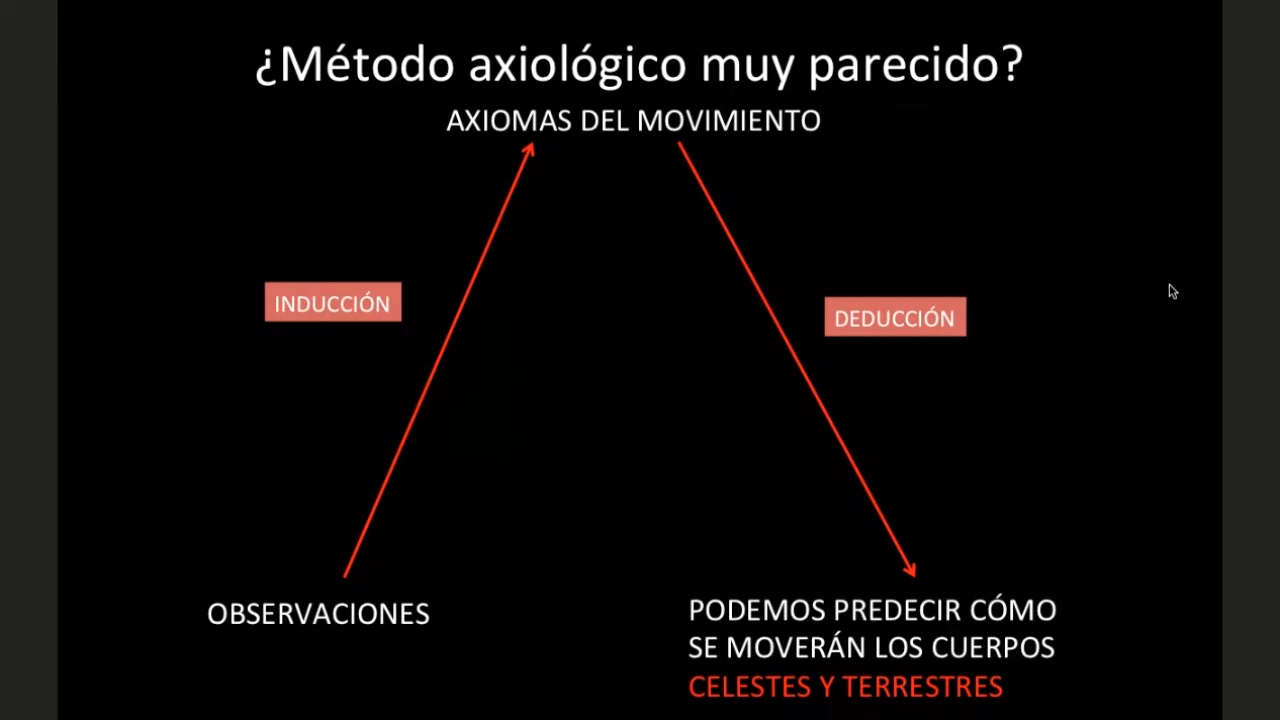 ¿Método axiológico muy parecido?
AXIOMAS DEL MOVIMIENTO
INDUCCIÓN
DEDUCCIÓN
OBSERVACIONES
PODEMOS PREDECIR CÓMO
SE MOVERÁN LOS CUERPOS
CELESTES Y TERRESTRES